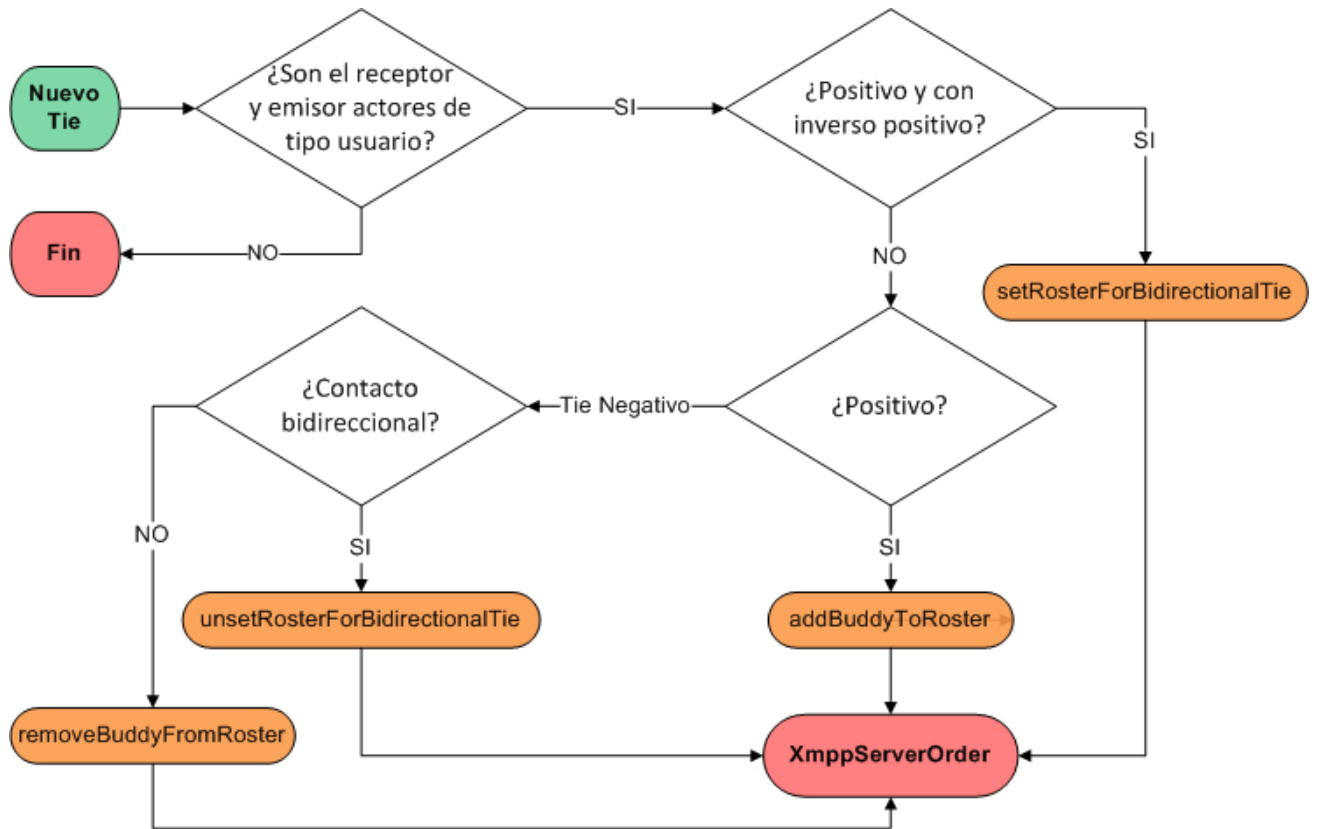 Nuevo
Tie
¿Son el receptor
y emisor actores de
tipo usuario?
SI
¿Positivo y con
inverso positivo?
SI
Fin
NO
NO
setRosterForBidirectionalTie
¿Contacto
bidireccional?
Tie Negativo
¿Positivo?
NO
SI
SI
unsetRosterForBidirectionalTie
addBuddyToRoster
removeBuddyFromRoster
XmppServerOrder